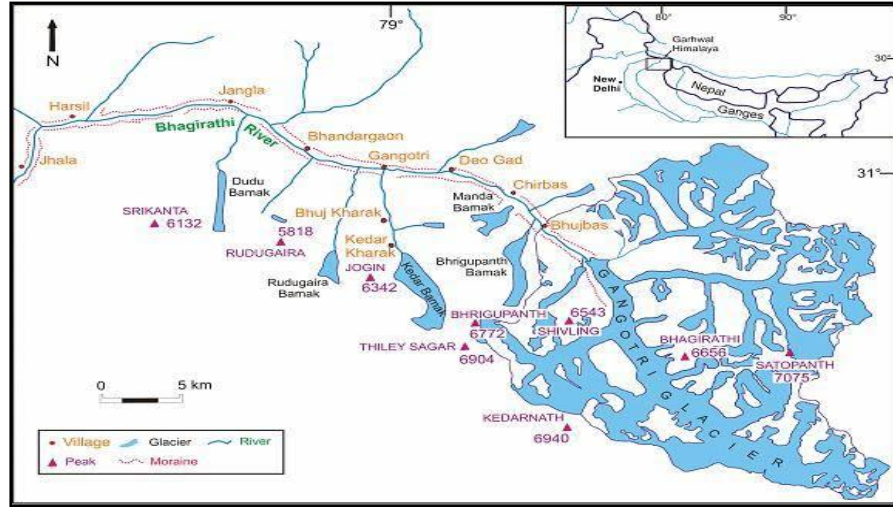 79°
80°
90°
Garhwal
Himalaya
30°
New
Delhi
Nepal
Ganges
N
Harsil
Jangla
Bhagirathi River
Bhandargaon
Jhala
Gangotri
Deo Gad
31°
Dudu
Bamak
Chirbas
Manda
Bamak
SRIKANTA
6132
Bhuj Kharak
Bhujbas
5818
RUDUGAIRA
Kedar
Kharak
Bhrigupanth
Bamak
JOGIN
6342
Rudugaira
Bamak
Kedar Bamak
GANGOTRI GLACIER
BHRIGUPANTH
6772
6543
SHIVLING
THILEY SAGAR
6904
BHAGIRATHI
6656
SATOPANTH
7075
0 5 km
KEDARNATH
6940
Village Glacier River
Peak Moraine